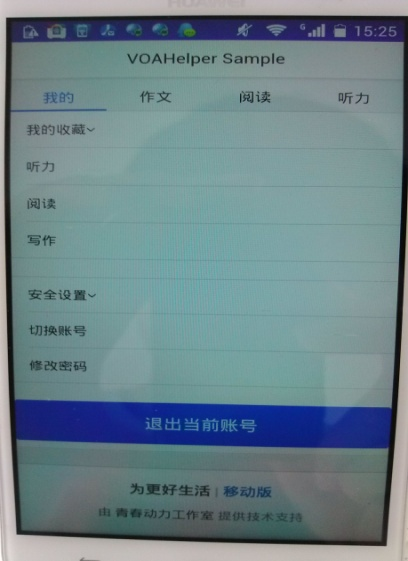 HUAWEI
G 15:25
VOAHelper Sample
我的 作文 阅读 听力
我的收藏
听力
阅读
写作
安全设置
切换账号
修改密码
退出当前账号
为更好生活 | 移动版
由 青春动力工作室 提供技术支持